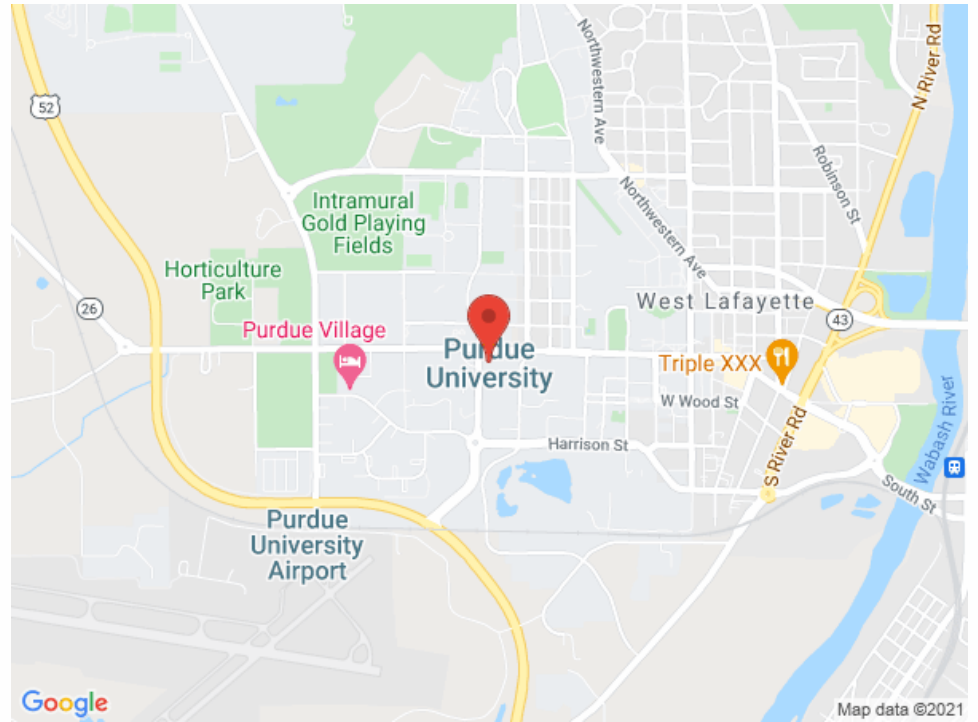 N River Rd
Northwestern Ave
52
Robinson St
Intramural
Gold Playing
Fields
Northwestern Ave
Horticulture
Park
26
West Lafayette
43
Purdue Village
Purdue
University
Triple XXX
W Wood St
Harrison St
S River Rd
Wabash River
South St
Purdue
University
Airport
Google
Map data ©2021